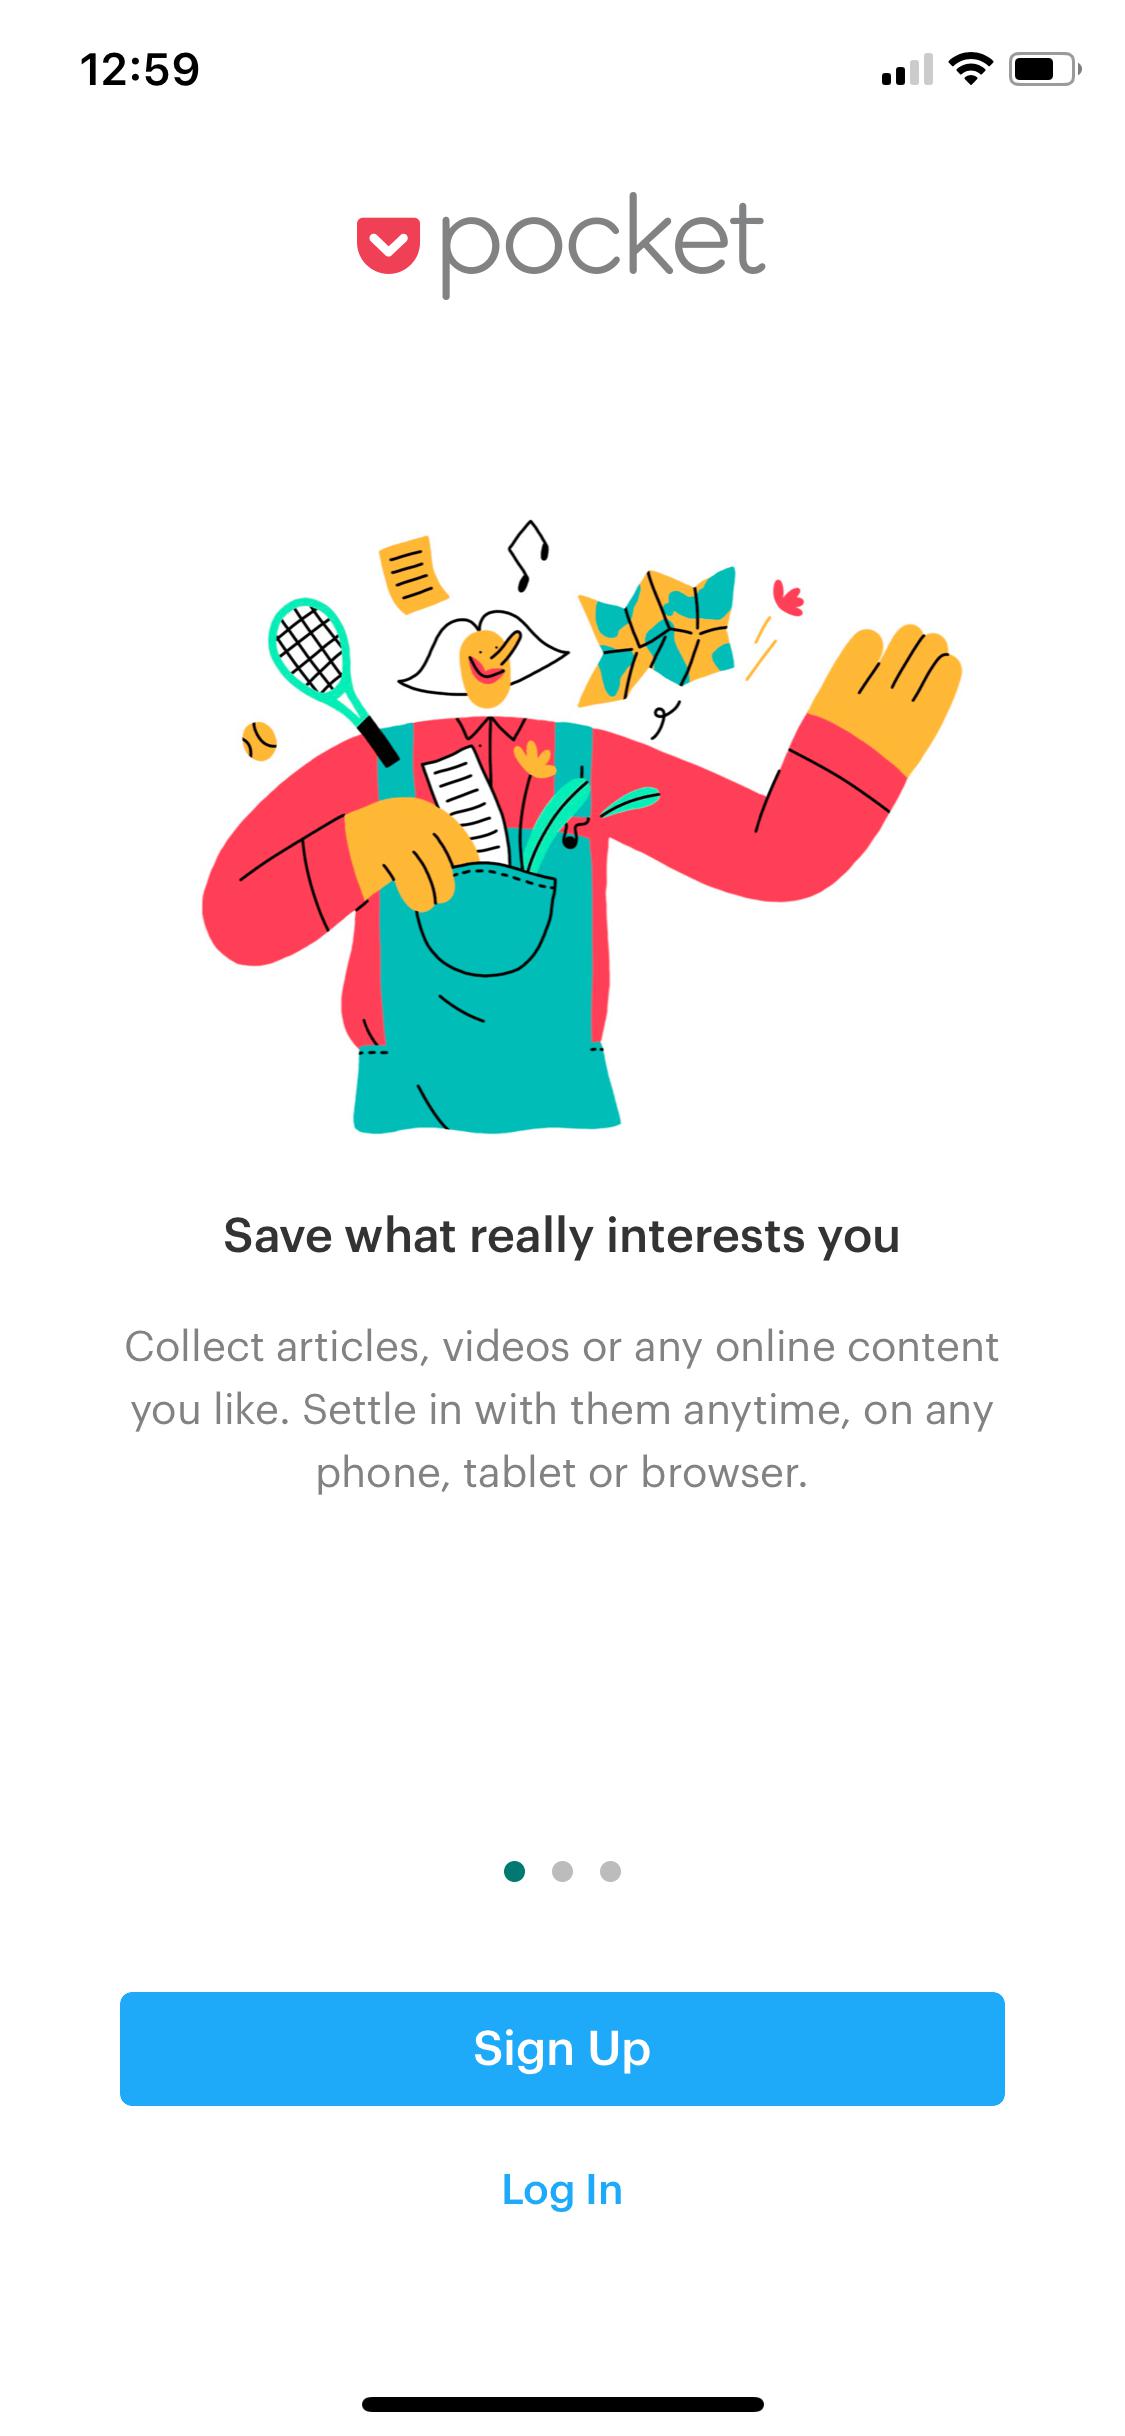 12:59
pocket
Save what really interests you
Collect articles, videos or any online content
you like. Settle in with them anytime, on any
phone, tablet or browser.
Sign Up
Log In